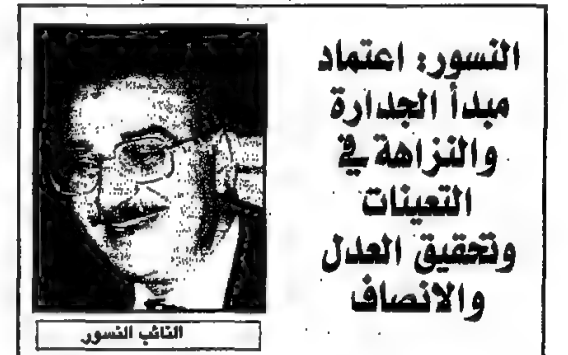 النسور: اعتماد
مبدأ الجدارة
والنزاهة في
التعينات
وتحقيق العدل
والانصاف
النائب النسور